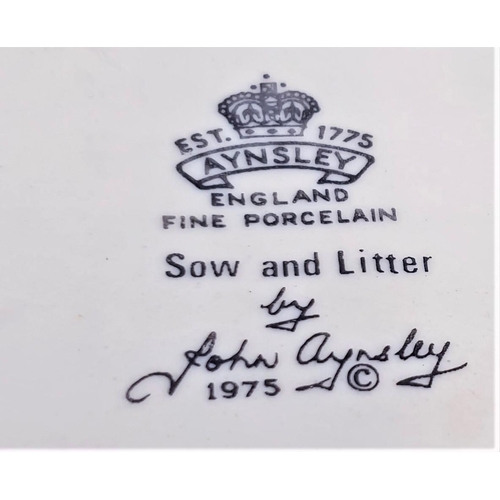 EST. 1775
AYNSLEY
ENGLAND
FINE PORCELAIN
Sow and Litter
by
John Aynsley
1975 ©